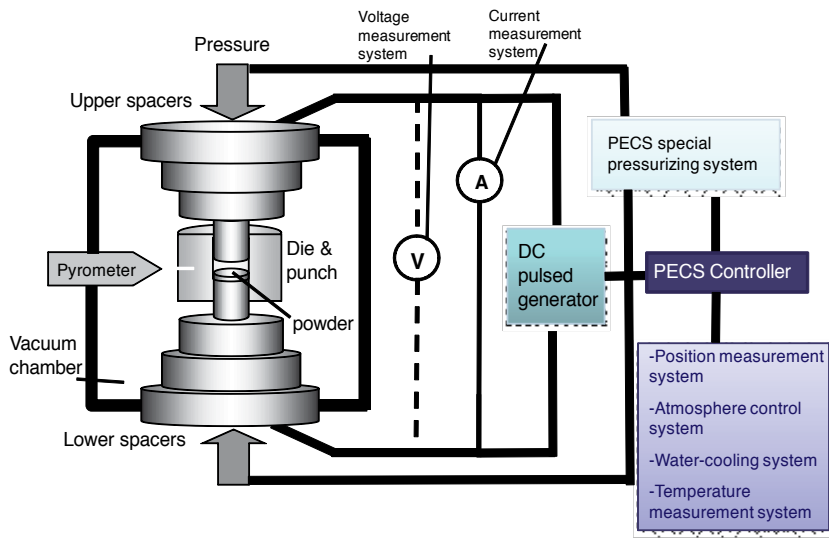 Pressure
Voltage
measurement
system
Current
measurement
system
Upper spacers
PECS special
pressurizing system
A
V
Pyrometer
Die &
punch
DC
pulsed
generator
PECS Controller
powder
Vacuum
chamber
-Position measurement
system
-Atmosphere control
system
-Water-cooling system
-Temperature
measurement system
Lower spacers